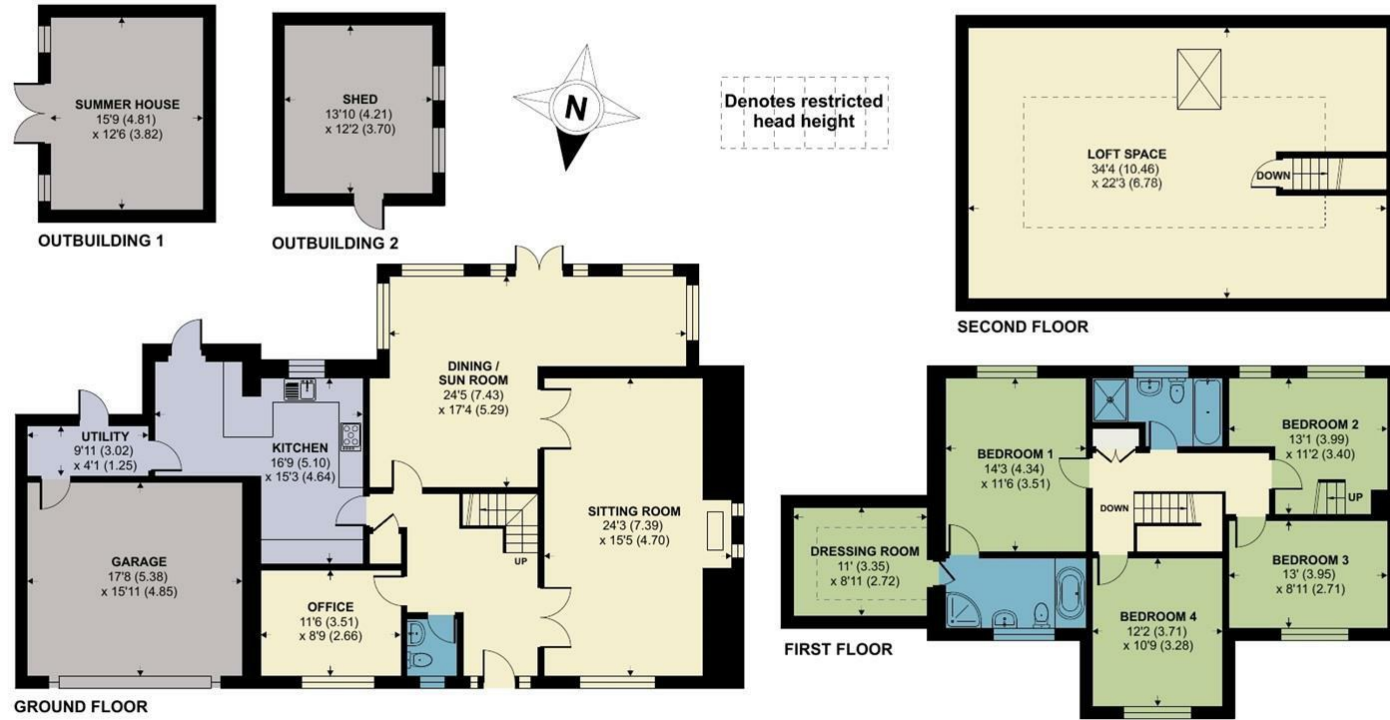 SUMMER HOUSE
15'9 (4.81)
x 12'6 (3.82)
OUTBUILDING 1
SHED
13'10 (4.21)
x 12'2 (3.70)
OUTBUILDING 2
N
Denotes restricted
head height
LOFT SPACE
34'4 (10.46)
x 22'3 (6.78)
DOWN
SECOND FLOOR
DINING /
SUN ROOM
24'5 (7.43)
x 17'4 (5.29)
UTILITY
9'11 (3.02)
x 4'1 (1.25)
KITCHEN
16'9 (5.10)
x 15'3 (4.64)
SITTING ROOM
24'3 (7.39)
x 15'5 (4.70)
UP
GARAGE
17'8 (5.38)
x 15'11 (4.85)
OFFICE
11'6 (3.51)
x 8'9 (2.66)
GROUND FLOOR
BEDROOM 1
14'3 (4.34)
x 11'6 (3.51)
BEDROOM 2
13'1 (3.99)
x 11'2 (3.40)
UP
DOWN
DRESSING ROOM
11' (3.35)
x 8'11 (2.72)
BEDROOM 3
13' (3.95)
x 8'11 (2.71)
BEDROOM 4
12'2 (3.71)
x 10'9 (3.28)
FIRST FLOOR